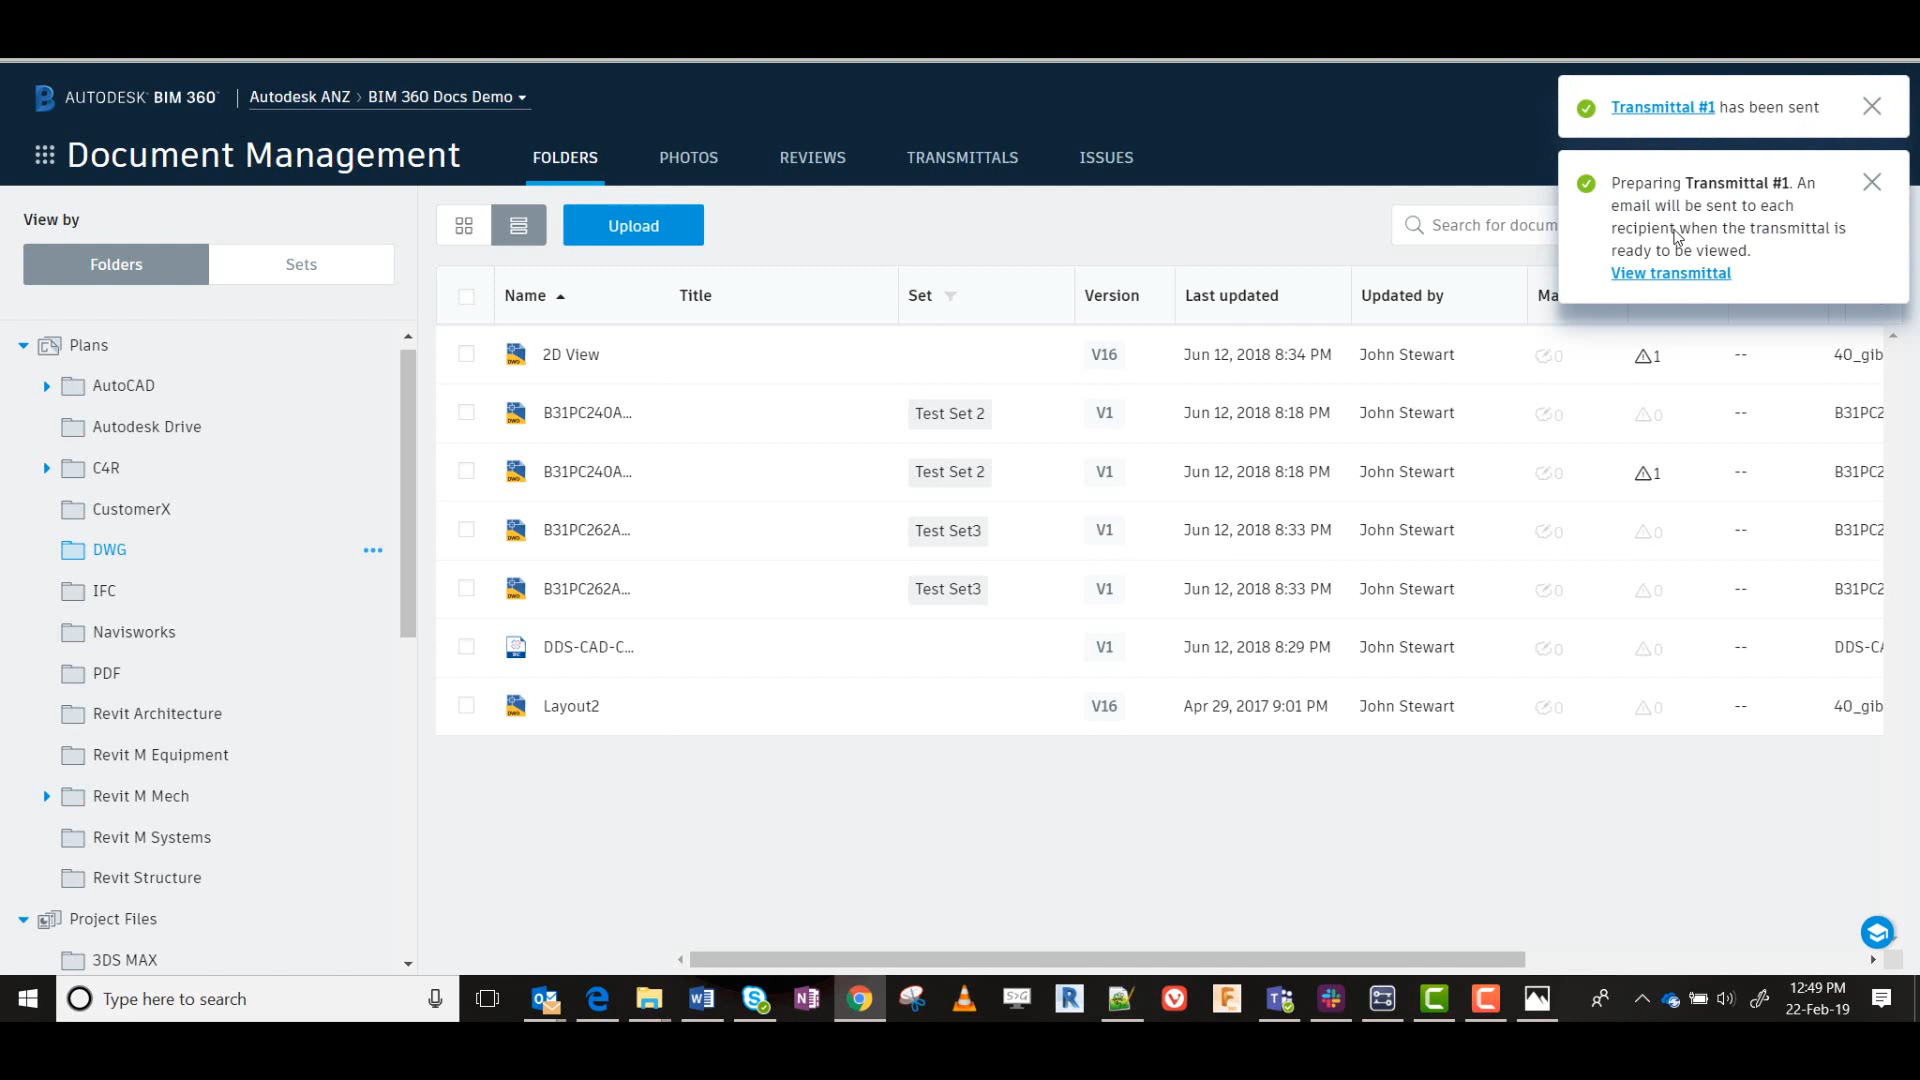 AUTODESK® BIM 360® Autodesk ANZ > BIM 360 Docs Demo
Document Management FOLDERS PHOTOS REVIEWS TRANSMITTALS ISSUES
Transmittal #1 has been sent
Preparing Transmittal #1. An
email will be sent to each
recipient when the transmittal is
ready to be viewed.
View transmittal
View by
Folders Sets
Upload
Search for docum
Plans
AutoCAD
Autodesk Drive
C4R
CustomerX
DWG
IFC
Navisworks
PDF
Revit Architecture
Revit M Equipment
Revit M Mech
Revit M Systems
Revit Structure
Project Files
3DS MAX
Name Title Set Version Last updated Updated by Ma
2D View V16 Jun 12, 2018 8:34 PM John Stewart 0 1 -- 40_gib
B31PC240A... Test Set 2 V1 Jun 12, 2018 8:18 PM John Stewart 0 0 -- B31PC2
B31PC240A... Test Set 2 V1 Jun 12, 2018 8:18 PM John Stewart 0 1 -- B31PC2
B31PC262A... Test Set3 V1 Jun 12, 2018 8:33 PM John Stewart 0 0 -- B31PC2
B31PC262A... Test Set3 V1 Jun 12, 2018 8:33 PM John Stewart 0 0 -- B31PC2
DDS-CAD-C... V1 Jun 12, 2018 8:29 PM John Stewart 0 0 -- DDS-CA
Layout2 V16 Apr 29, 2017 9:01 PM John Stewart 0 0 -- 40_gib
Type here to search
12:49 PM
22-Feb-19